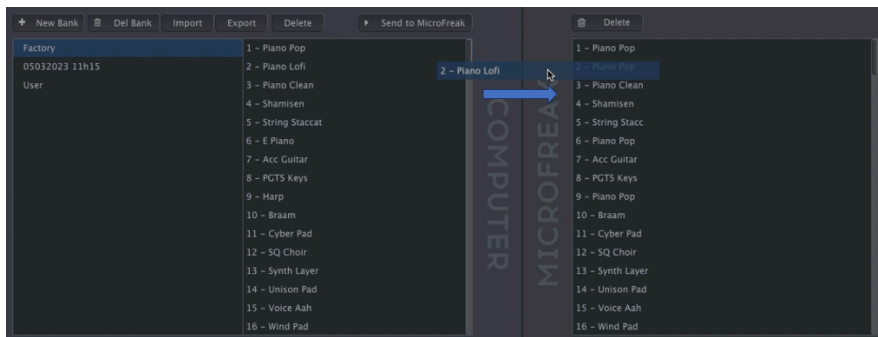 New Bank Del Bank Import Export Delete Send to MicroFreak Delete
Factory
05032023 11h15
User
1 - Piano Pop
2 - Piano Lofi
3 - Piano Clean
4 - Shamisen
5 - String Staccat
6 - E Piano
7 - Acc Guitar
8 - PGTS Keys
9 - Harp
10 - Braam
11 - Cyber Pad
12 - SQ Choir
13 - Synth Layer
14 - Unison Pad
15 - Voice Aah
16 - Wind Pad
2 - Piano Lofi
COMPUTER
MICROFREAK
1 - Piano Pop
2 - Piano Pop
3 - Piano Clean
4 - Shamisen
5 - String Stacc
6 - Piano Pop
7 - Acc Guitar
8 - PGTS Keys
9 - Piano Pop
10 - Braam
11 - Cyber Pad
12 - SQ Choir
13 - Synth Layer
14 - Unison Pad
15 - Voice Aah
16 - Wind Pad